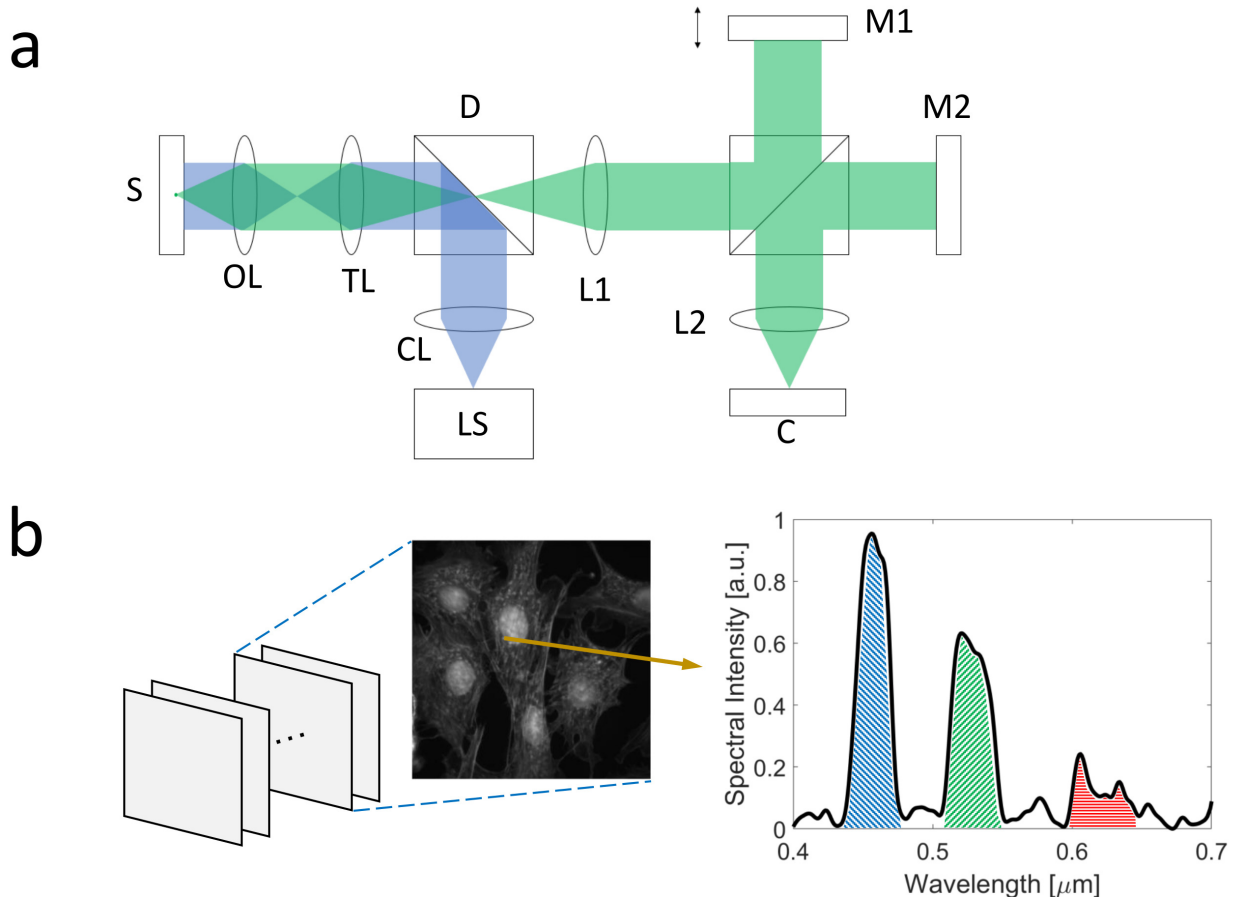 a
M1
D
M2
S
OL
TL
L1
L2
CL
LS
C
b
Spectral Intensity [a.u.]
1
0.8
0.6
0.4
0.2
0
0.4
0.5
0.6
0.7
Wavelength [μm]